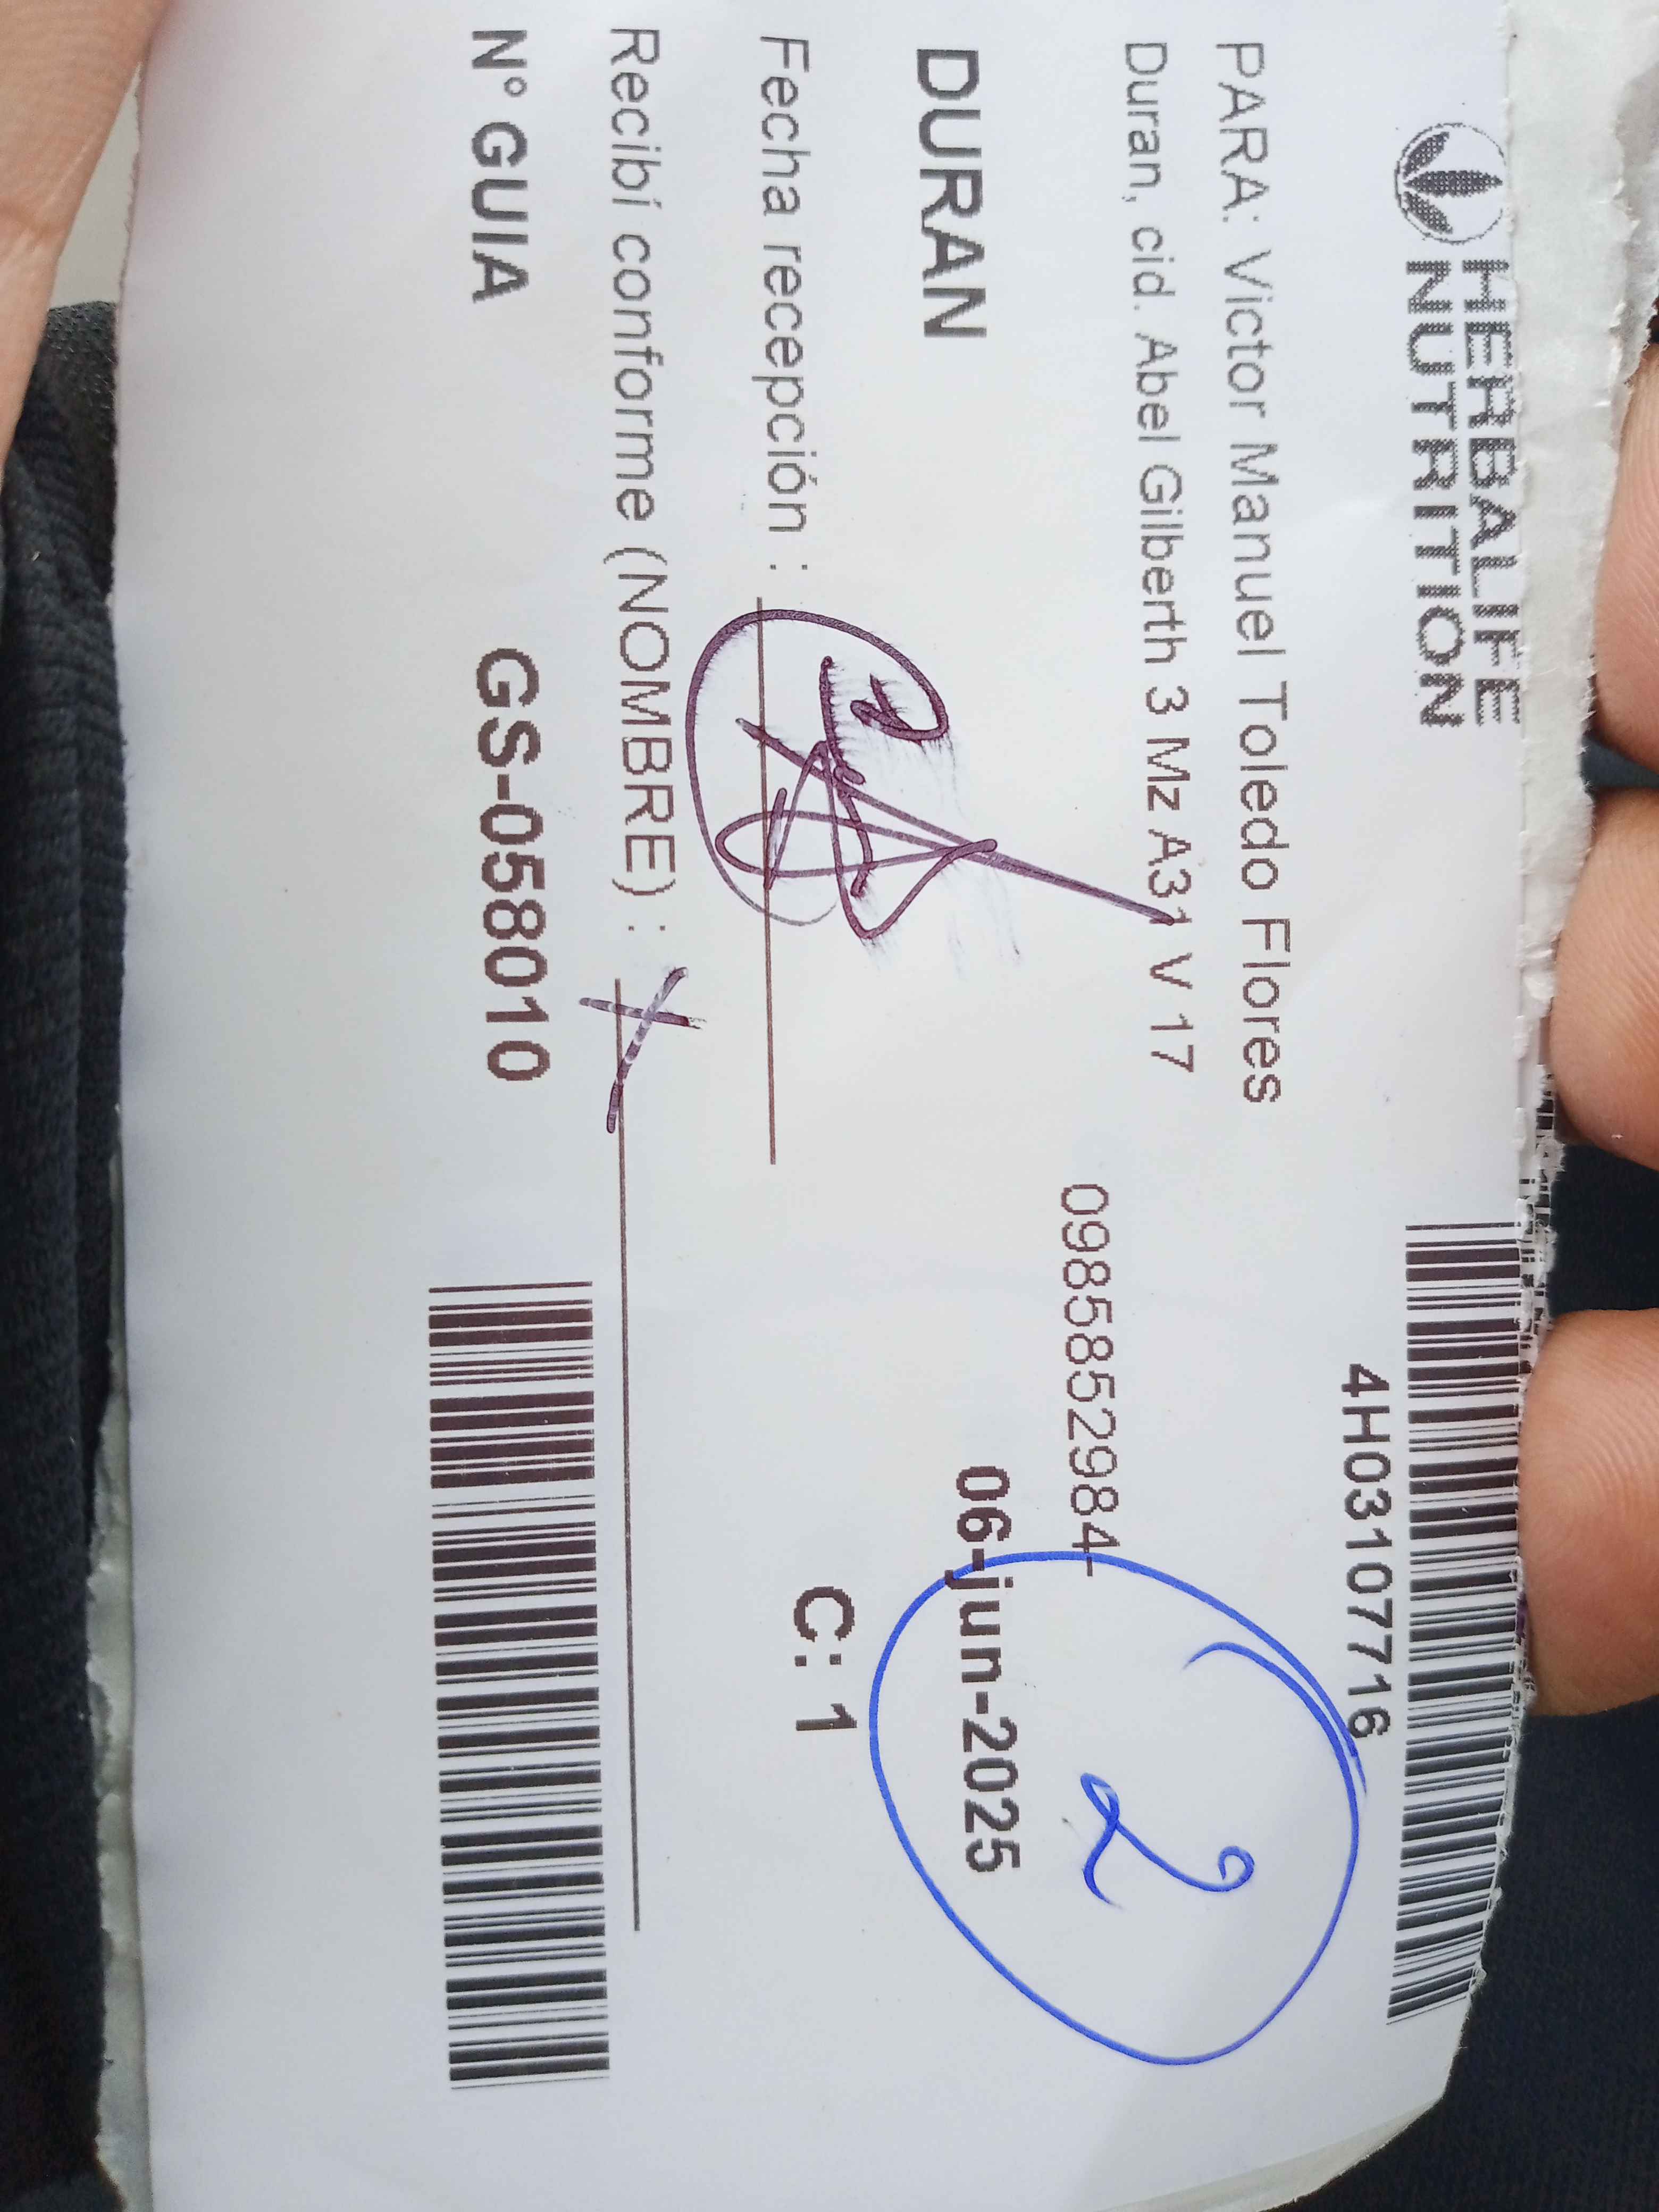 HERBALIFE
NUTRITION
4H03107716
PARA: Victor Manuel Toledo Flores
Duran, cid. Abel Gilberth 3 Mz A31 V 17
0985852984-
2
DURAN
06-jun-2025
Fecha recepción :
C: 1
Recibí conforme (NOMBRE) :
N° GUIA
GS-058010